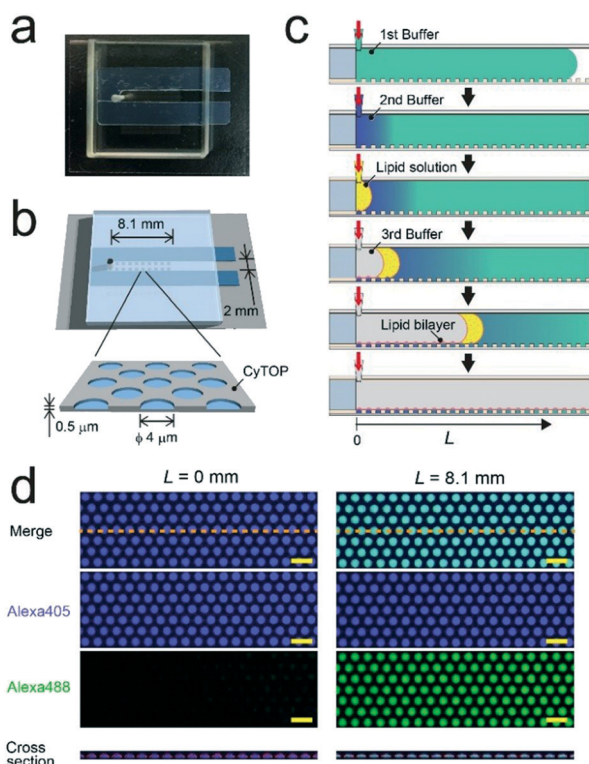 a
b
8.1 mm
2 mm
CyTOP
0.5 μm
ϕ 4 μm
c
1st Buffer
2nd Buffer
Lipid solution
3rd Buffer
Lipid bilayer
0
L
d
L = 0 mm
L = 8.1 mm
Merge
Alexa405
Alexa488
Cross
section